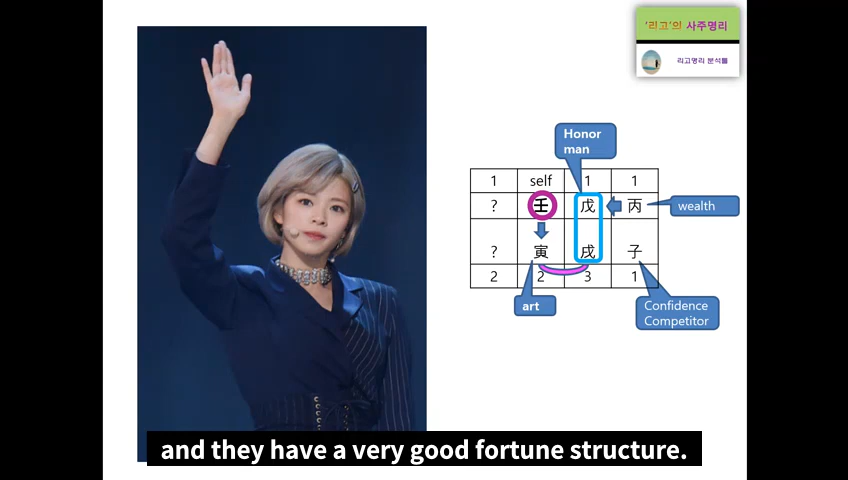 '리고'의 사주명리
리고명리 분석틀
Honor
man
1 self 1 1
? 壬 戊 丙
wealth
? 寅 戌 子
2 2 3 1
art
Confidence
Competitor
and they have a very good fortune structure.